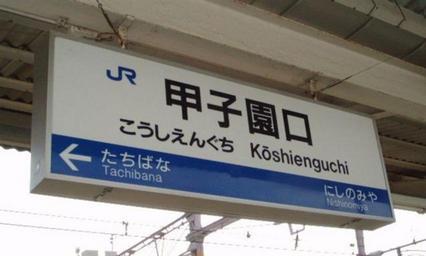 JR
甲子園口
こうしえんぐち Kōshienguchi
たちばな にしのみや
Tachibana Nishinomiya